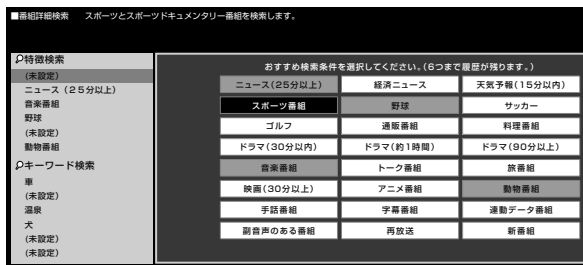 ■番組詳細検索 スポーツとスポーツドキュメンタリー番組を検索します。
特徴検索
(未設定)
ニュース(25分以上)
音楽番組
野球
(未設定)
動物番組
キーワード検索
車
(未設定)
温泉
犬
(未設定)
(未設定)
おすすめ検索条件を選択してください。(6つまで履歴が残ります。)
ニュース(25分以上) 経済ニュース 天気予報(15分以内)
スポーツ番組 野球 サッカー
ゴルフ 通販番組 料理番組
ドラマ(30分以内) ドラマ(約1時間) ドラマ(90分以上)
音楽番組 トーク番組 旅番組
映画(30分以上) アニメ番組 動物番組
手話番組 字幕番組 連動データ番組
副音声のある番組 再放送 新番組